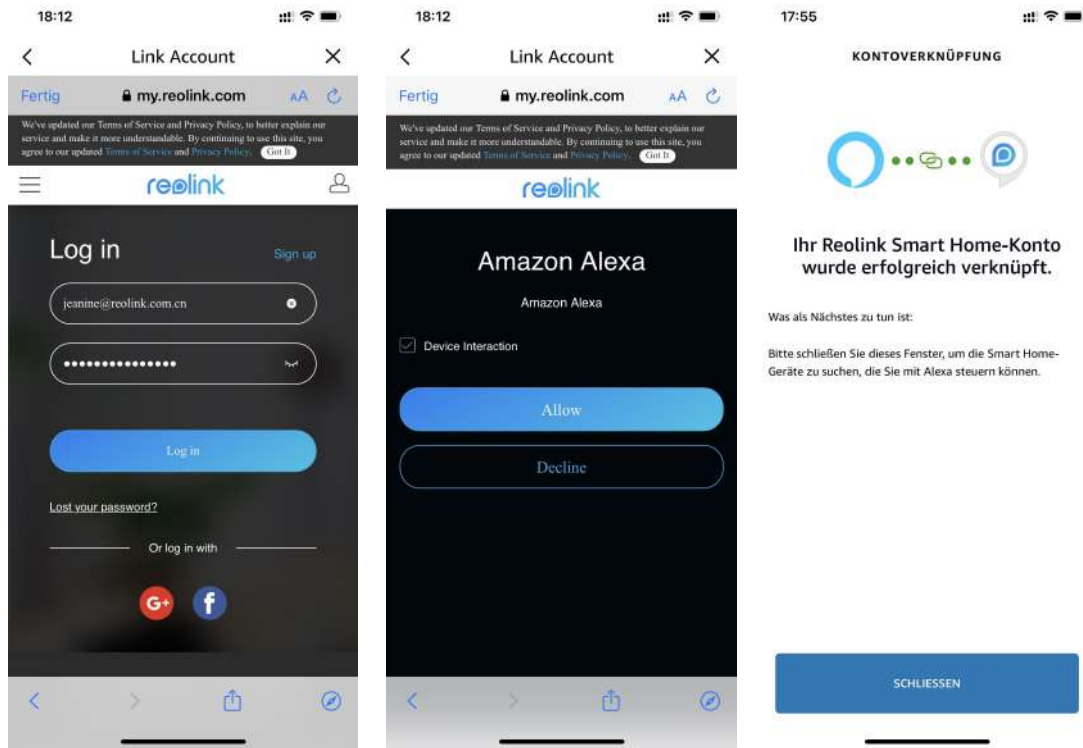 18:12
Link Account
Fertig
my.reolink.com
AA
We've updated our Terms of Service and Privacy Policy, to better explain our
service and make it more understandable. By continuing to use this site, you
agree to our updated Terms of Service and Privacy Policy. Got It
reolink
Log in
Sign up
jeanine@reolink.com.cn
Log in
Lost your password?
Or log in with
G+
f
18:12
Link Account
Fertig
my.reolink.com
AA
We've updated our Terms of Service and Privacy Policy, to better explain our
service and make it more understandable. By continuing to use this site, you
agree to our updated Terms of Service and Privacy Policy. Got It
reolink
Amazon Alexa
Amazon Alexa
Device Interaction
Allow
Decline
17:55
KONTOVERKNÜPFUNG
Ihr Reolink Smart Home-Konto
wurde erfolgreich verknüpft.
Was als Nächstes zu tun ist:
Bitte schließen Sie dieses Fenster, um die Smart Home-
Geräte zu suchen, die Sie mit Alexa steuern können.
SCHLIESSEN